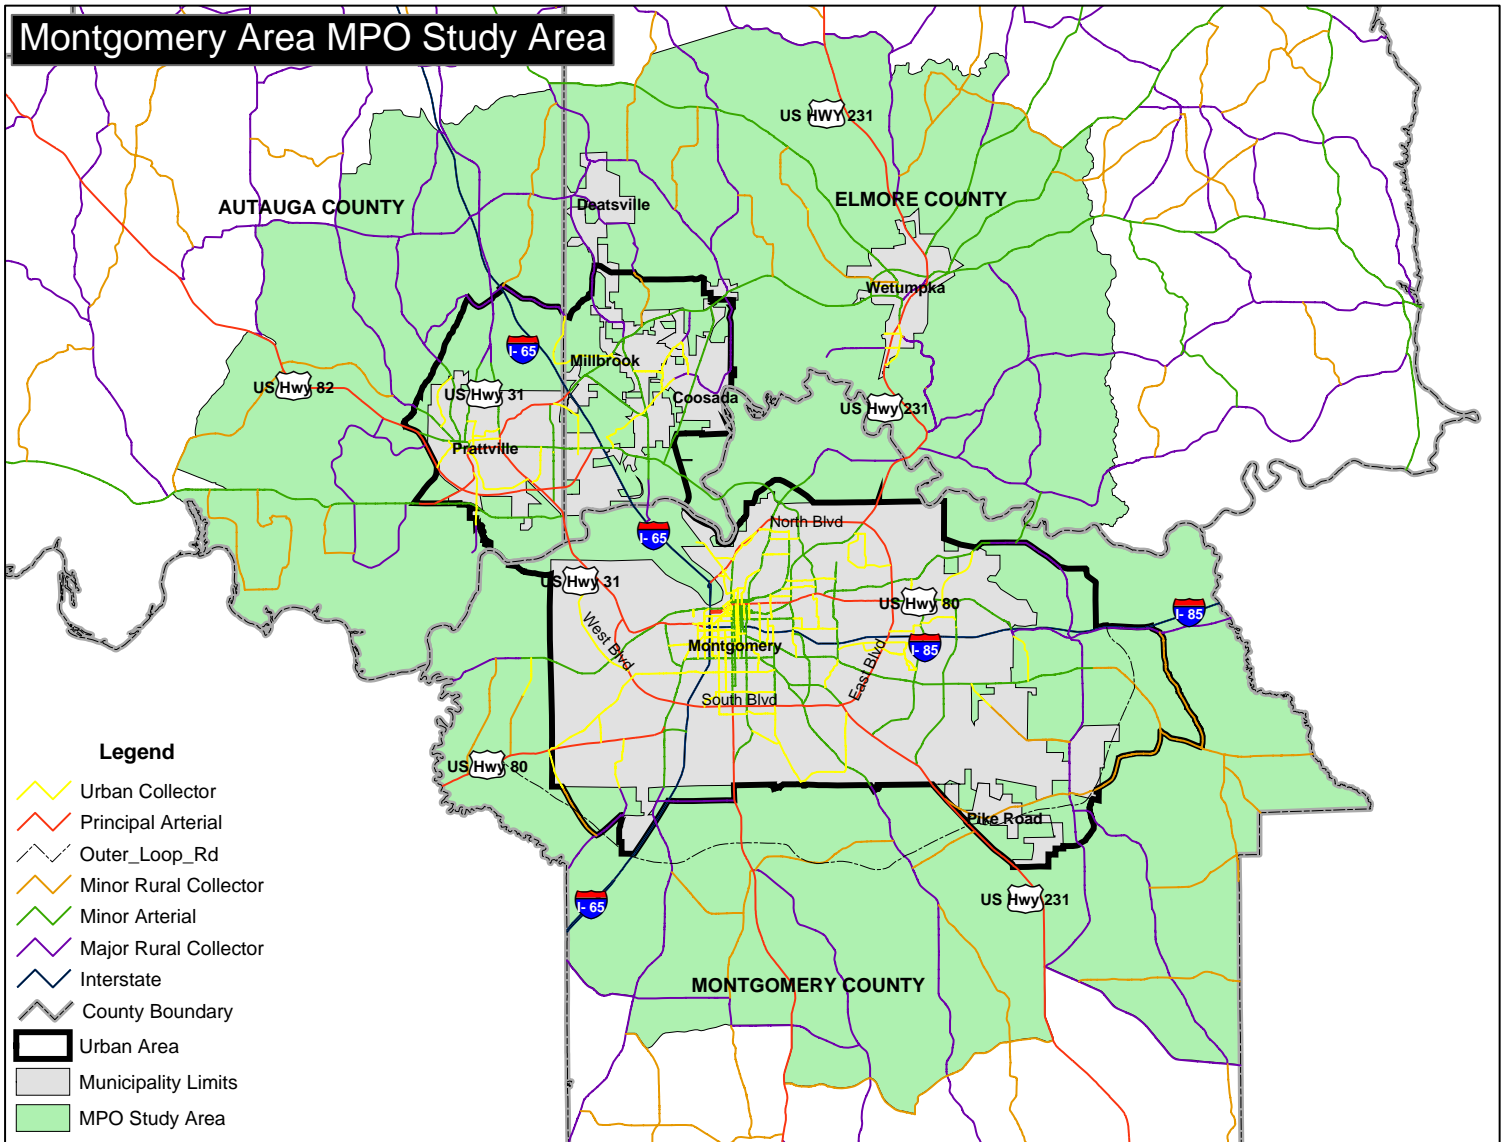 Montgomery Area MPO Study Area
US HWY 231
AUTAUGA COUNTY
Deatsville
ELMORE COUNTY
Wetumpka
I- 65
Millbrook
US Hwy 82
US Hwy 31
Coosada
US Hwy 231
Prattville
North Blvd
I- 65
US Hwy 31
US Hwy 80
I- 85
West Blvd
Montgomery
I- 85
East Blvd
South Blvd
US Hwy 80
Pike Road
I- 65
US Hwy 231
MONTGOMERY COUNTY
Legend
Urban Collector
Principal Arterial
Outer_Loop_Rd
Minor Rural Collector
Minor Arterial
Major Rural Collector
Interstate
County Boundary
Urban Area
Municipality Limits
MPO Study Area